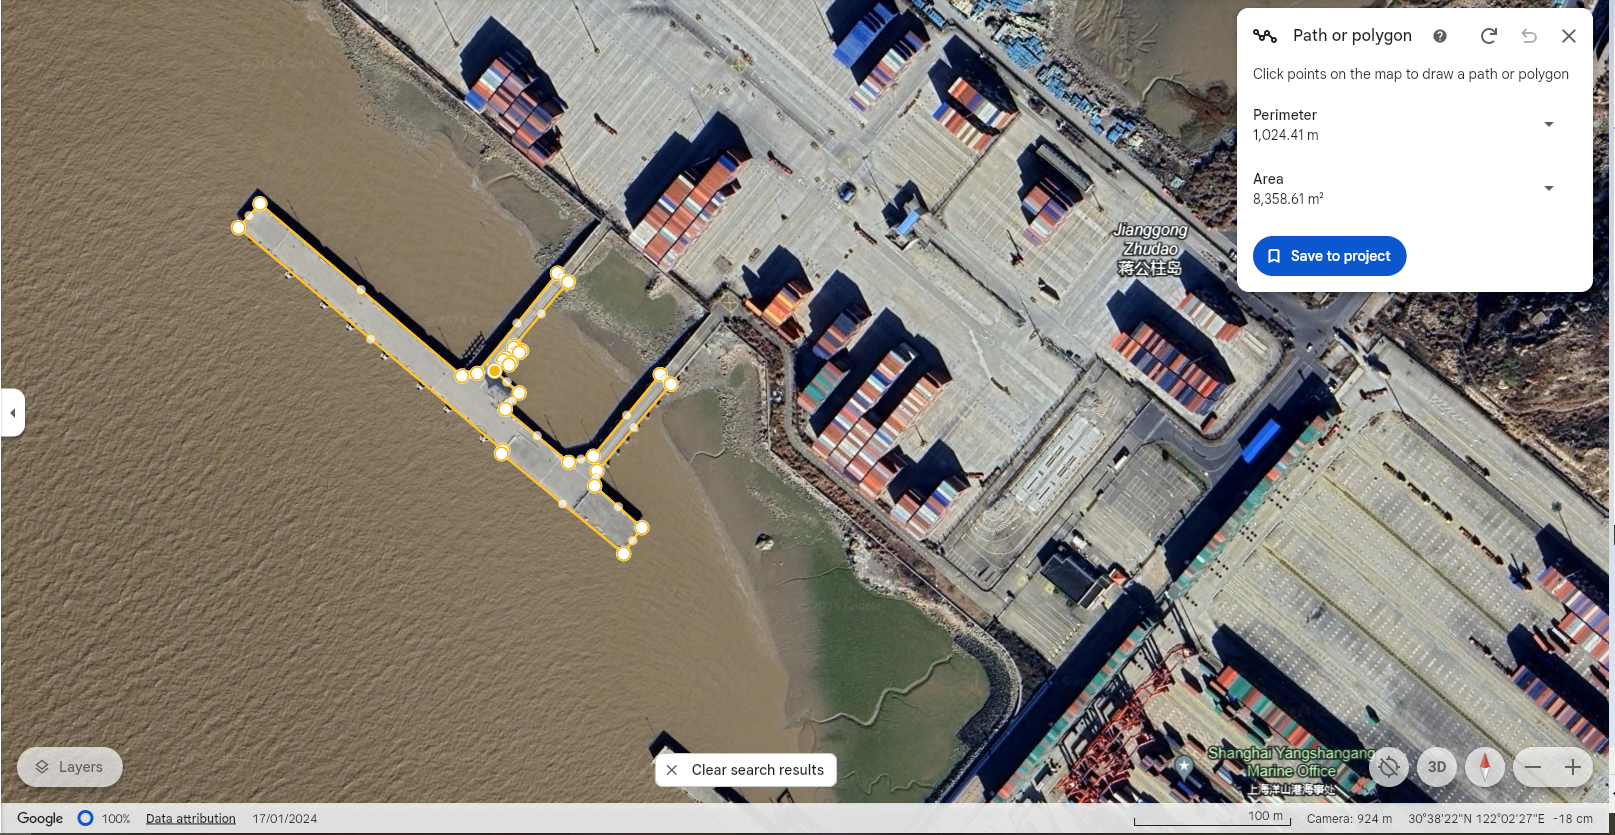 Path or polygon
Click points on the map to draw a path or polygon
Perimeter
1,024.41 m
Area
8,358.61 m²
Save to project
Jianggong
Zhudao
蒋公柱岛
Shanghai Yangshangang
Marine Office
上海洋山港海事处
Layers
Clear search results
3D
Google 100% Data attribution 17/01/2024 100 m Camera: 924 m 30°38'22"N 122°02'27"E -18 cm